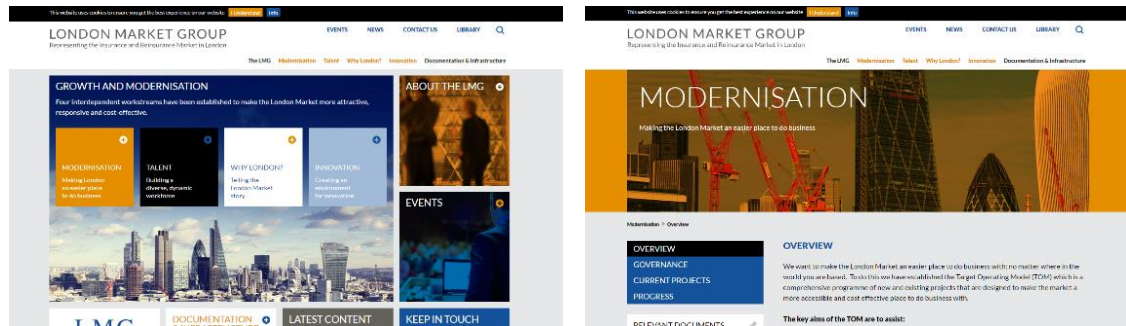 This website uses cookies to ensure you get the best experience on our website I Understand Info
LONDON MARKET GROUP
Representing the Insurance and Reinsurance Market in London
EVENTS NEWS CONTACT US LIBRARY
The LMG Modernisation Talent Why London? Innovation Documentation & Infrastructure
GROWTH AND MODERNISATION
Four interdependent workstreams have been established to make the London Market more attractive,
responsive and cost-effective.
MODERNISATION
Making London
an easier place
to do business
TALENT
Building a
diverse, dynamic
workforce
WHY LONDON?
Telling the
London Market
story
INNOVATION
Creating an
environment
for innovation
ABOUT THE LMG
EVENTS
LMG
DOCUMENTATION
LATEST CONTENT
KEEP IN TOUCH
This website uses cookies to ensure you get the best experience on our website I Understand Info
LONDON MARKET GROUP
Representing the Insurance and Reinsurance Market in London
EVENTS NEWS CONTACT US LIBRARY
The LMG Modernisation Talent Why London? Innovation Documentation & Infrastructure
MODERNISATION
Making the London Market an easier place to do business
Modernisation > Overview
OVERVIEW
GOVERNANCE
CURRENT PROJECTS
PROGRESS
RELEVANT DOCUMENTS
OVERVIEW
We want to make the London Market an easier place to do business with; no matter where in the
world you are based. To do this we have established the Target Operating Model (TOM) which is a
comprehensive programme of new and existing projects that are designed to make the market a
more accessible and cost effective place to do business with.
The key aims of the TOM are to assist: